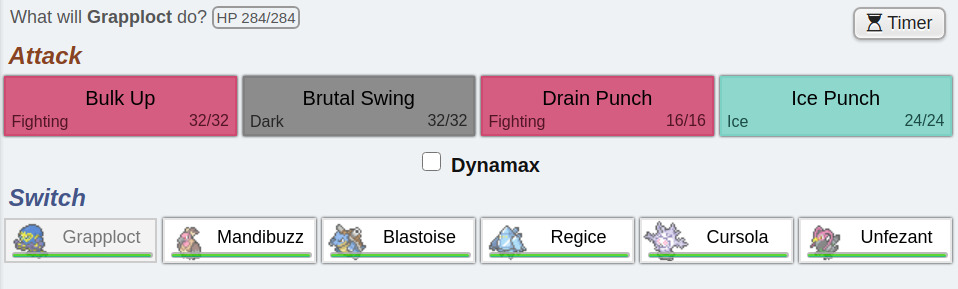 What will Grapploct do? HP 284/284
Timer
Attack
Bulk Up Brutal Swing Drain Punch Ice Punch
Fighting 32/32 Dark 32/32 Fighting 16/16 Ice 24/24
Dynamax
Switch
Grapploct Mandibuzz Blastoise Regice Cursola Unfezant